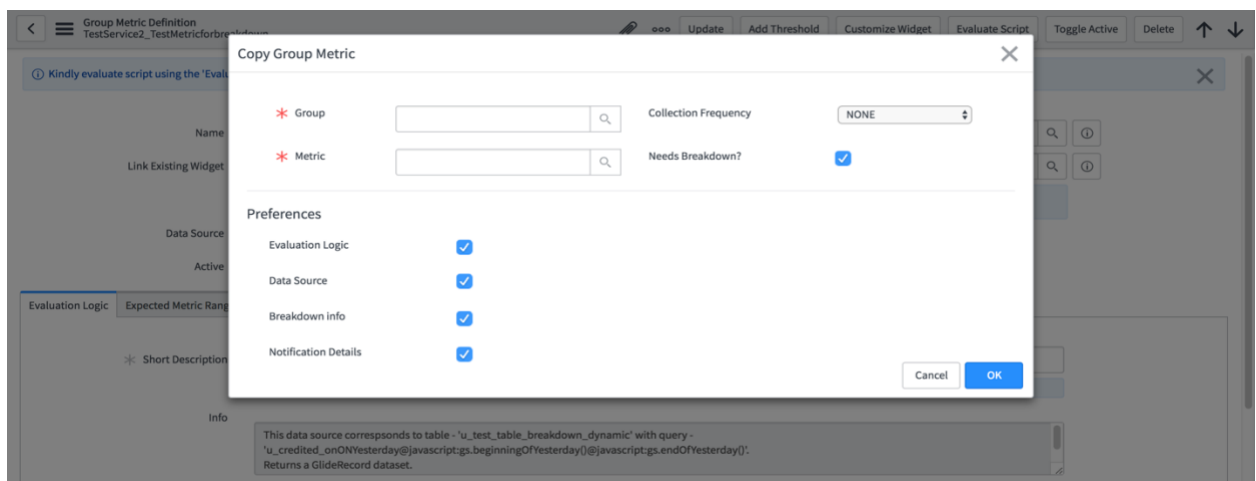 Group Metric Definition
TestService2_TestMetricforbreakdown
Update
Add Threshold
Customize Widget
Evaluate Script
Toggle Active
Delete
Copy Group Metric
Kindly evaluate script using the 'Evalu
Group
Collection Frequency
NONE
Name
Metric
Needs Breakdown?
Link Existing Widget
Preferences
Data Source
Evaluation Logic
Active
Data Source
Evaluation Logic
Expected Metric Rang
Breakdown info
Short Description
Notification Details
Cancel
OK
Info
This data source correspsonds to table - 'u_test_table_breakdown_dynamic' with query -
'u_credited_onONYesterday@javascript:gs.beginningOfYesterday()@javascript:gs.endOfYesterday()'.
Returns a GlideRecord dataset.